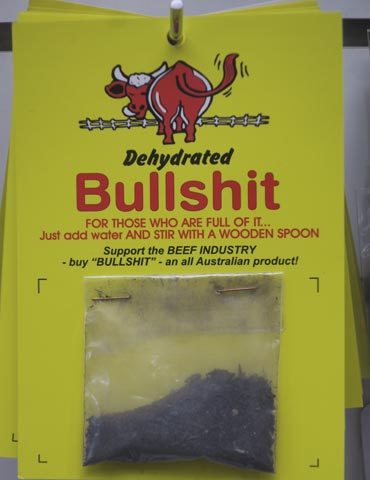 Dehydrated
Bullshit
FOR THOSE WHO ARE FULL OF IT...
Just add water AND STIR WITH A WOODEN SPOON
Support the BEEF INDUSTRY
- buy "BULLSHIT" - an all Australian product!